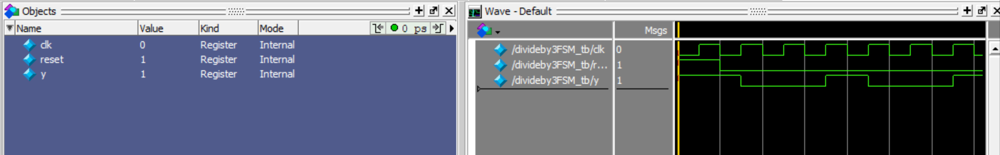 Objects
Name Value Kind Mode 0 ps
clk 0 Register Internal
reset 1 Register Internal
y 1 Register Internal
Wave - Default
Msgs
/divideby3FSM_tb/clk 0
/divideby3FSM_tb/r... 1
/divideby3FSM_tb/y 1